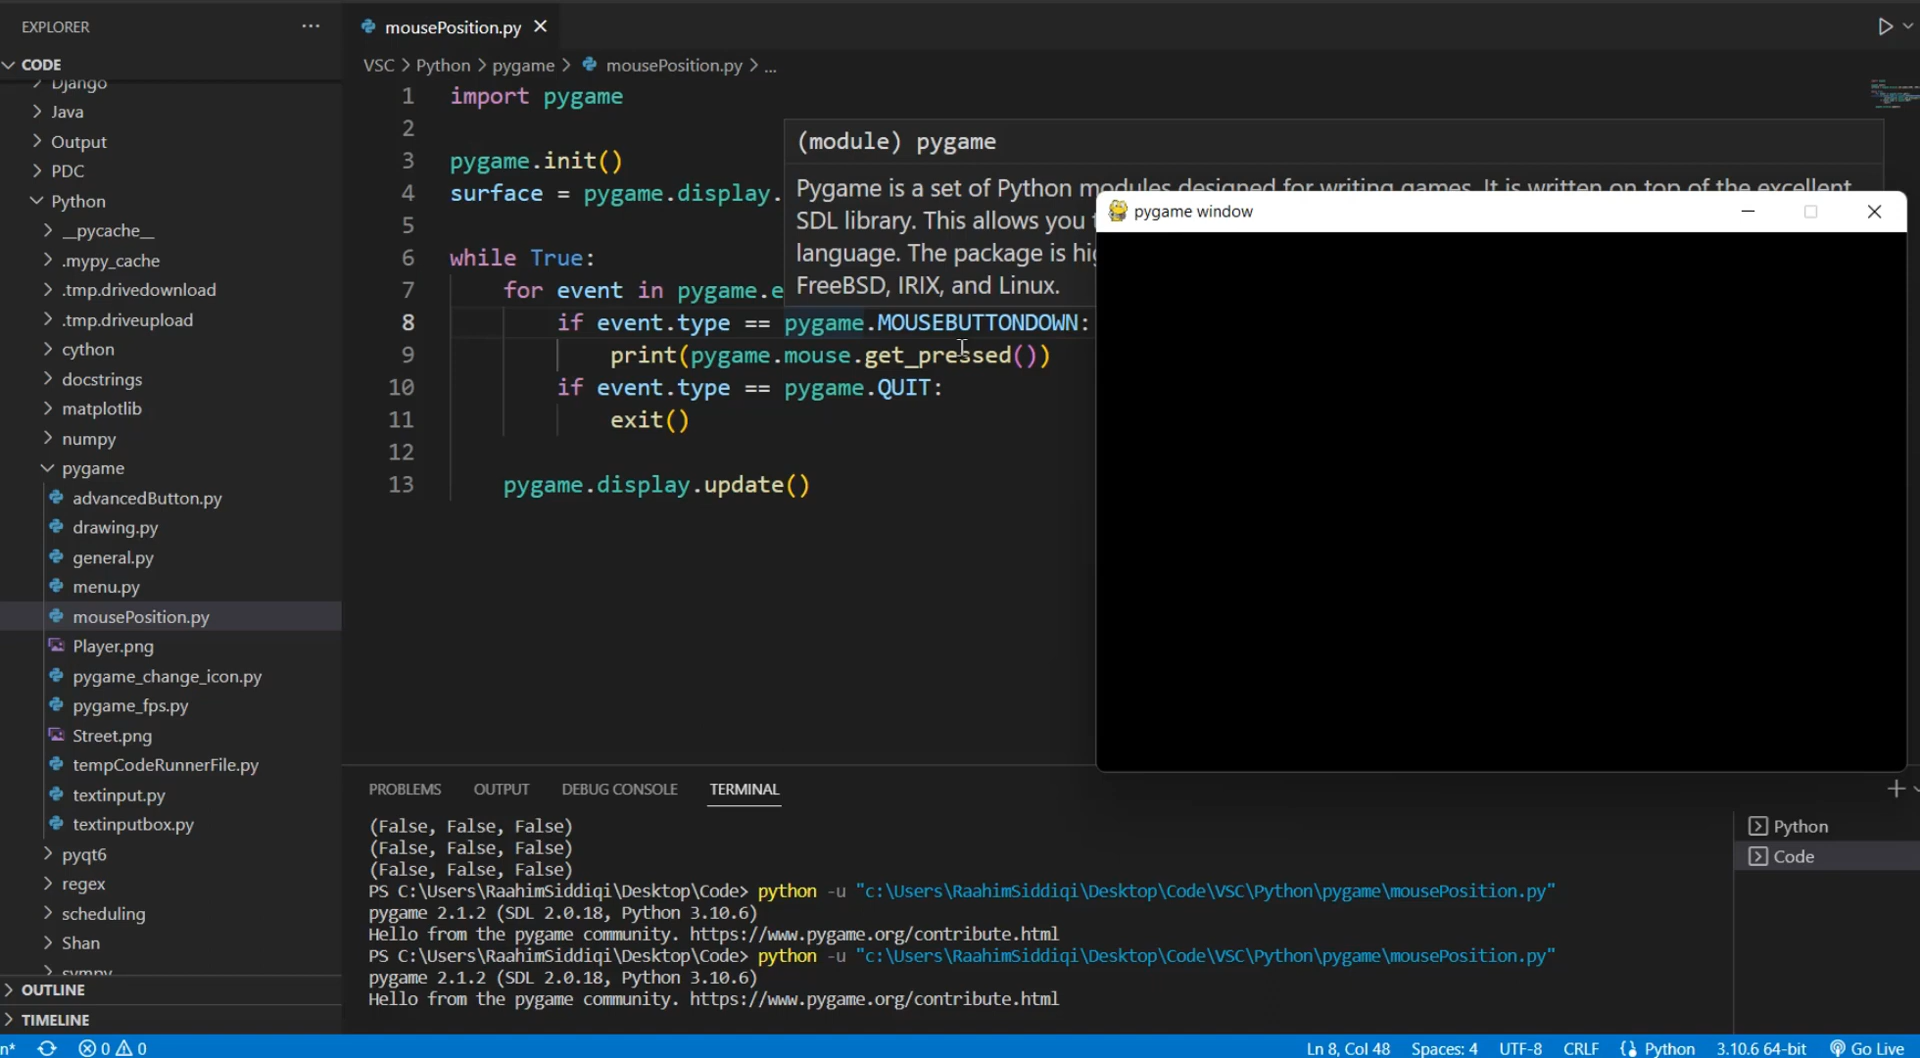 EXPLORER
CODE
Django
Java
Output
PDC
Python
__pycache__
.mypy_cache
.tmp.drivedownload
.tmp.driveupload
cython
docstrings
matplotlib
numpy
pygame
advancedButton.py
drawing.py
general.py
menu.py
mousePosition.py
Player.png
pygame_change_icon.py
pygame_fps.py
Street.png
tempCodeRunnerFile.py
textinput.py
textinputbox.py
pyqt6
regex
scheduling
Shan
sympy
OUTLINE
TIMELINE
mousePosition.py
VSC > Python > pygame > mousePosition.py > ...
1 import pygame
2
3 pygame.init()
4 surface = pygame.display.
5
6 while True:
7 for event in pygame.e
8 if event.type == pygame.MOUSEBUTTONDOWN:
9 print(pygame.mouse.get_pressed())
10 if event.type == pygame.QUIT:
11 exit()
12
13 pygame.display.update()
(module) pygame
Pygame is a set of Python modules designed for writing games. It is written on top of the excellent
SDL library. This allows you
language. The package is hi
FreeBSD, IRIX, and Linux.
pygame window
PROBLEMS OUTPUT DEBUG CONSOLE TERMINAL
(False, False, False)
(False, False, False)
(False, False, False)
PS C:\Users\RaahimSiddiqi\Desktop\Code> python -u "c:\Users\RaahimSiddiqi\Desktop\Code\VSC\Python\pygame\mousePosition.py"
pygame 2.1.2 (SDL 2.0.18, Python 3.10.6)
Hello from the pygame community. https://www.pygame.org/contribute.html
PS C:\Users\RaahimSiddiqi\Desktop\Code> python -u "c:\Users\RaahimSiddiqi\Desktop\Code\VSC\Python\pygame\mousePosition.py"
pygame 2.1.2 (SDL 2.0.18, Python 3.10.6)
Hello from the pygame community. https://www.pygame.org/contribute.html
Python
Code
n* 0 0 Ln 8, Col 48 Spaces: 4 UTF-8 CRLF Python 3.10.6 64-bit Go Live